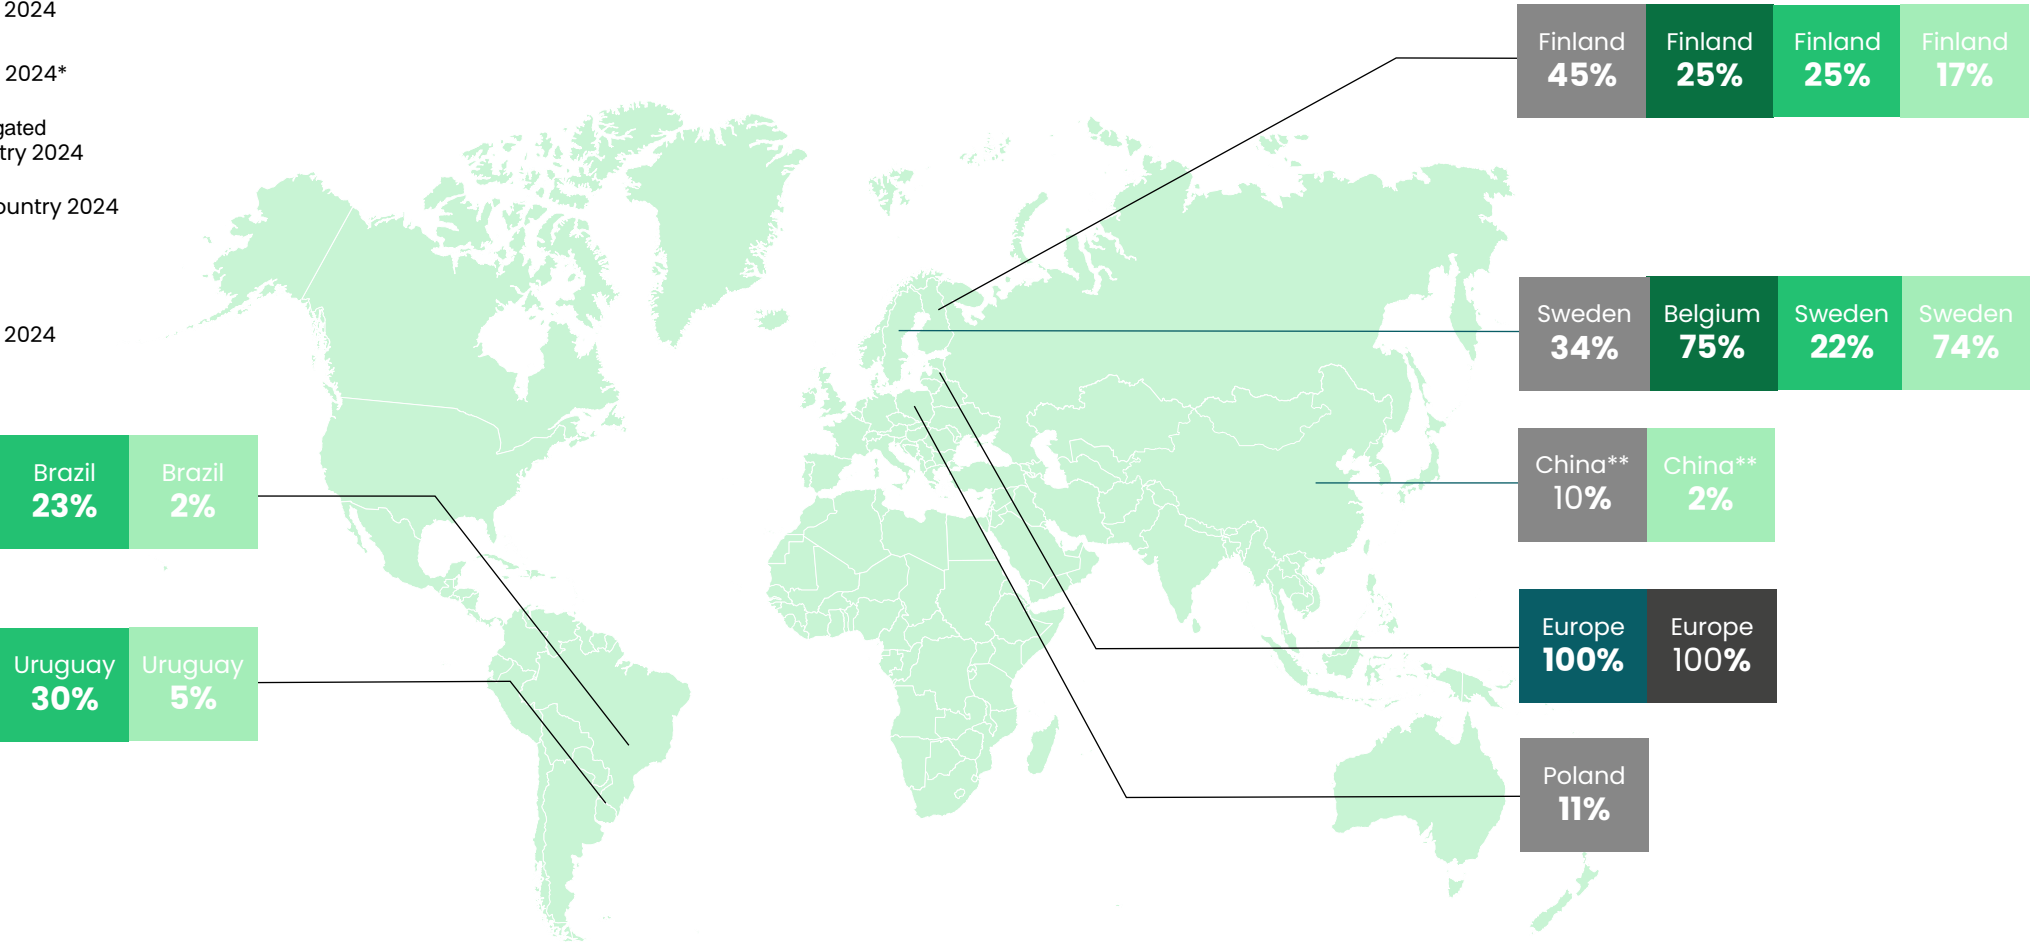 2024
2024*
gated
try 2024
ountry 2024
2024
Finland
45%
Finland
25%
Finland
25%
Finland
17%
Sweden
34%
Belgium
75%
Sweden
22%
Sweden
74%
China**
10%
China**
2%
Brazil
23%
Brazil
2%
Europe
100%
Europe
100%
Uruguay
30%
Uruguay
5%
Poland
11%